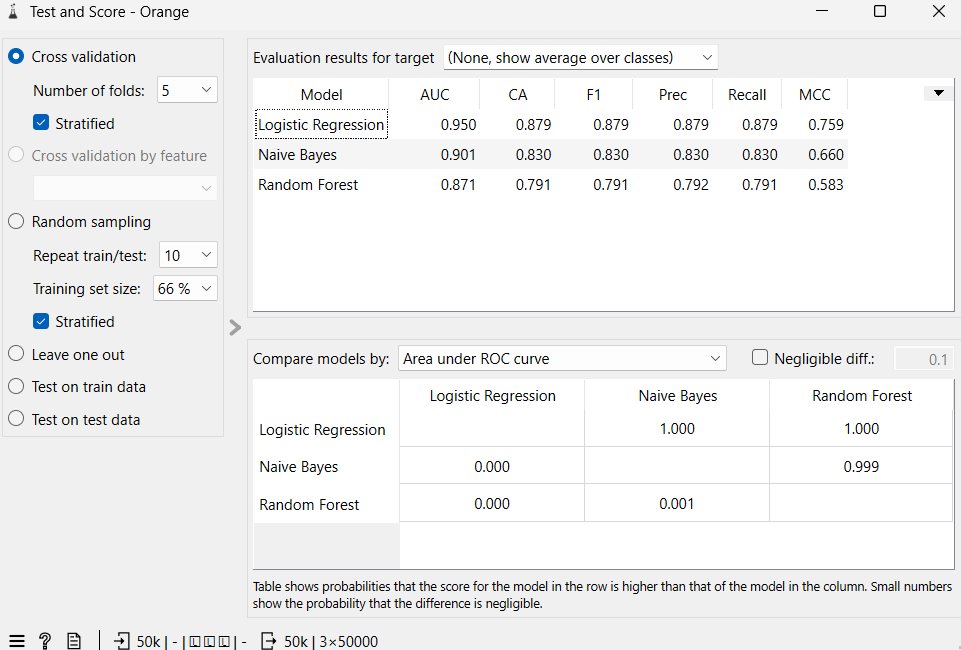 Test and Score - Orange
Cross validation
Number of folds: 5
Stratified
Cross validation by feature
Random sampling
Repeat train/test: 10
Training set size: 66 %
Stratified
Leave one out
Test on train data
Test on test data
Evaluation results for target (None, show average over classes)
Model AUC CA F1 Prec Recall MCC
Logistic Regression 0.950 0.879 0.879 0.879 0.879 0.759
Naive Bayes 0.901 0.830 0.830 0.830 0.830 0.660
Random Forest 0.871 0.791 0.791 0.792 0.791 0.583
Compare models by: Area under ROC curve Negligible diff.: 0.1
Logistic Regression Naive Bayes Random Forest
Logistic Regression 1.000 1.000
Naive Bayes 0.000 0.999
Random Forest 0.000 0.001
Table shows probabilities that the score for the model in the row is higher than that of the model in the column. Small numbers
show the probability that the difference is negligible.
50k | - | | - 50k | 3×50000